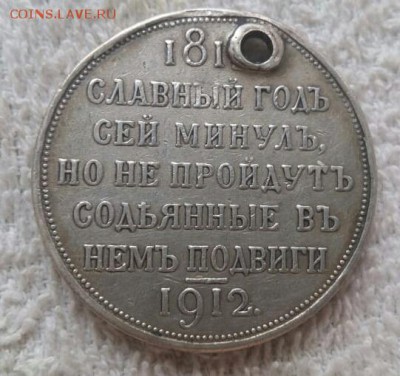 COINS.LAVE.RU
181
СЛАВНЫЙ ГОДЪ
СЕЙ МИНУЛЪ,
НО НЕ ПРОЙДУТЪ
СОДѢЯННЫЕ ВЪ
НЕМЪ ПОДВИГИ
1912.